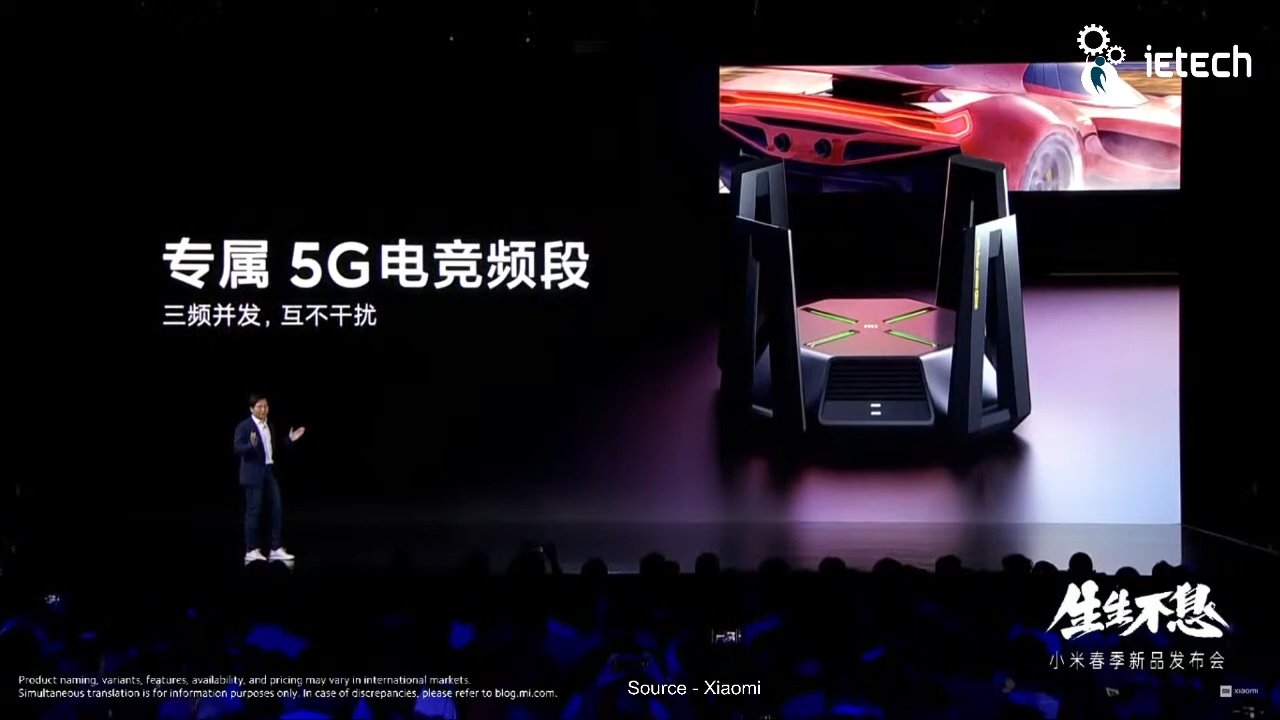 ietech
专属 5G电竞频段
三频并发，互不干扰
生生不息
小米春季新品发布会
Product naming, variants, features, availability, and pricing may vary in international markets.
Simultaneous translation is for information purposes only. In case of discrepancies, please refer to blog.mi.com.
Source - Xiaomi
mi xiaomi